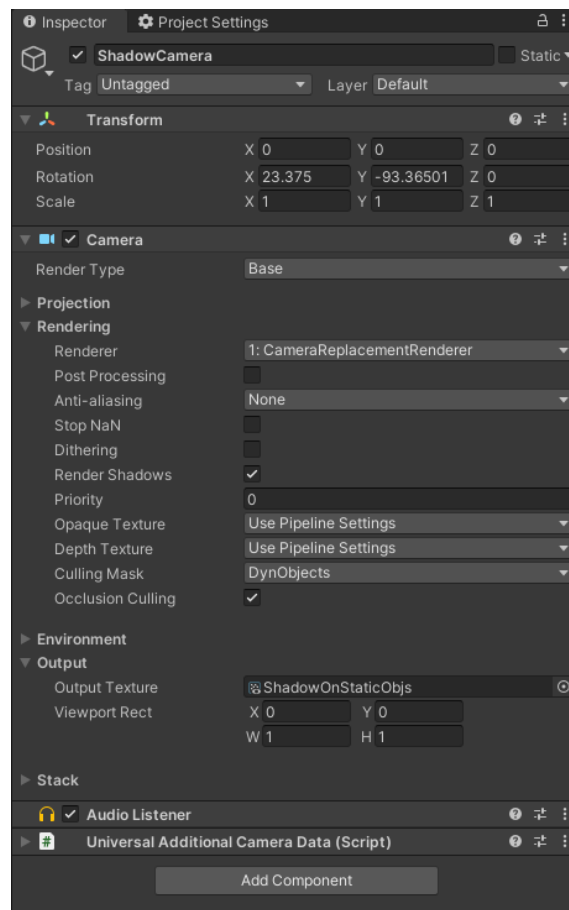 Inspector Project Settings
ShadowCamera Static
Tag Untagged Layer Default
Transform
Position X 0 Y 0 Z 0
Rotation X 23.375 Y -93.36501 Z 0
Scale X 1 Y 1 Z 1
Camera
Render Type Base
Projection
Rendering
Renderer 1: CameraReplacementRenderer
Post Processing
Anti-aliasing None
Stop NaN
Dithering
Render Shadows
Priority 0
Opaque Texture Use Pipeline Settings
Depth Texture Use Pipeline Settings
Culling Mask DynObjects
Occlusion Culling
Environment
Output
Output Texture ShadowOnStaticObjs
Viewport Rect X 0 Y 0
W 1 H 1
Stack
Audio Listener
# Universal Additional Camera Data (Script)
Add Component